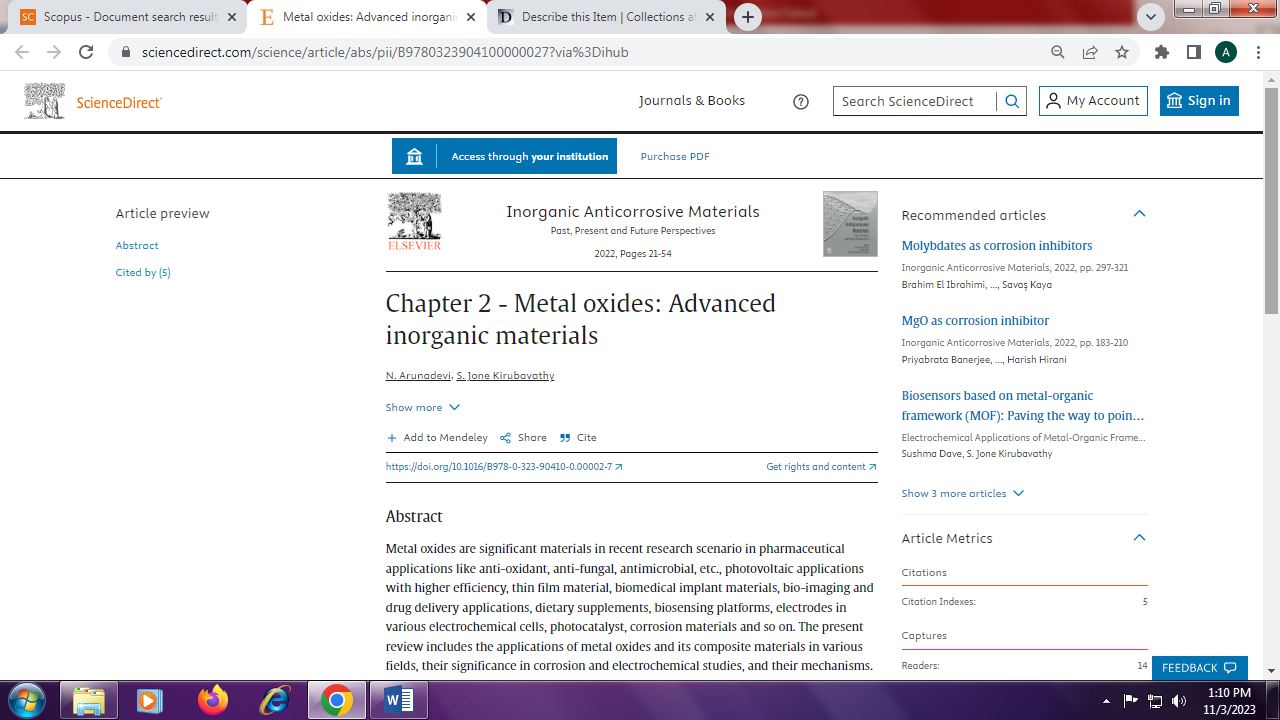 Scopus - Document search result
Metal oxides: Advanced inorganic
Describe this Item | Collections at
sciencedirect.com/science/article/abs/pii/B9780323904100000027?via%3Dihub
A
ScienceDirect
Journals & Books
Search ScienceDirect
My Account
Sign in
Access through your institution
Purchase PDF
Article preview
Abstract
Cited by (5)
ELSEVIER
Inorganic Anticorrosive Materials
Past, Present and Future Perspectives
2022, Pages 21-54
Chapter 2 - Metal oxides: Advanced
inorganic materials
N. Arunadevi, S. Jone Kirubavathy
Show more
Add to Mendeley Share Cite
https://doi.org/10.1016/B978-0-323-90410-0.00002-7
Get rights and content
Abstract
Metal oxides are significant materials in recent research scenario in pharmaceutical
applications like anti-oxidant, anti-fungal, antimicrobial, etc., photovoltaic applications
with higher efficiency, thin film material, biomedical implant materials, bio-imaging and
drug delivery applications, dietary supplements, biosensing platforms, electrodes in
various electrochemical cells, photocatalyst, corrosion materials and so on. The present
review includes the applications of metal oxides and its composite materials in various
fields, their significance in corrosion and electrochemical studies, and their mechanisms.
Recommended articles
Molybdates as corrosion inhibitors
Inorganic Anticorrosive Materials, 2022, pp. 297-321
Brahim El Ibrahimi, ..., Savaş Kaya
MgO as corrosion inhibitor
Inorganic Anticorrosive Materials, 2022, pp. 183-210
Priyabrata Banerjee, ..., Harish Hirani
Biosensors based on metal-organic
framework (MOF): Paving the way to poin...
Electrochemical Applications of Metal-Organic Frame...
Sushma Dave, S. Jone Kirubavathy
Show 3 more articles
Article Metrics
Citations
Citation Indexes: 5
Captures
Readers: 14
FEEDBACK
1:10 PM
11/3/2023